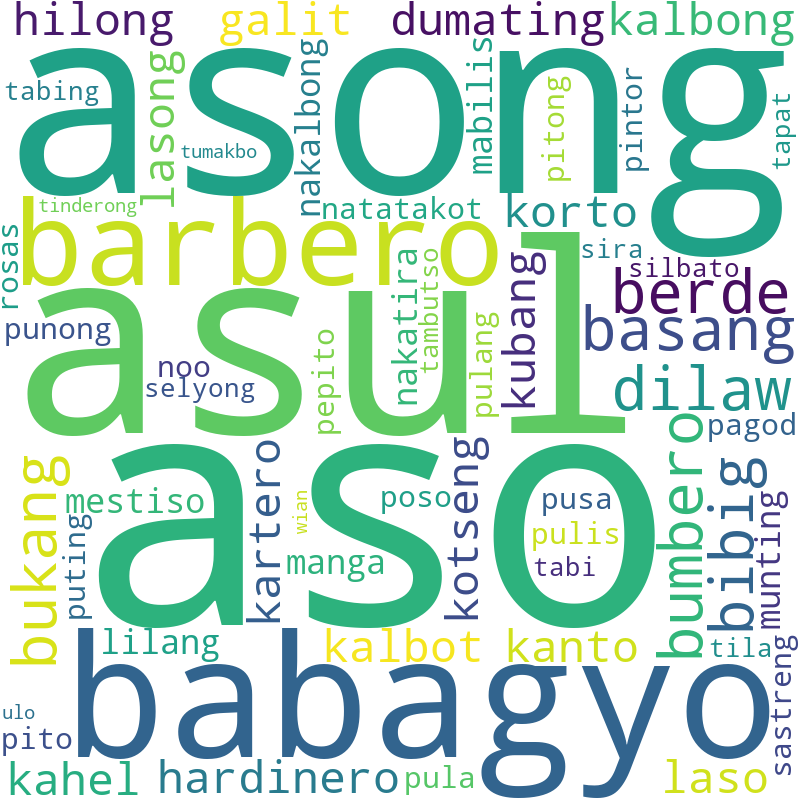 hilong
galit
dumating
kalbong
asong
tabing
lasong
tumakbo
nakalbong
mabilis
pitong
pintor
tapat
tinderong
barbero
natatakot
korto
sira
rosas
silbato
berde
asul
nakatira
tambutso
kubang
basang
punong
noo
selyong
pepito
pulang
dilaw
aso
pagod
bukang
mestiso
puting
kartero
wian
poso
manga
kotseng
pusa
pulis
tabi
bumbero
bibig
munting
lilang
kalbot
kanto
tila
babagyo
ulo
pito
sastreng
kahel
hardinero
pula
laso